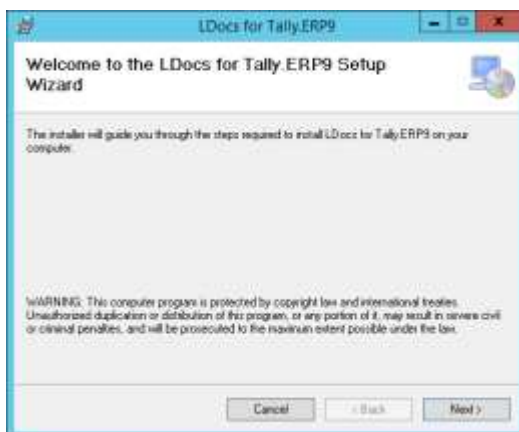 LDocs for Tally.ERP9
Welcome to the LDocs for Tally.ERP9 Setup
Wizard
The installer will guide you through the steps required to install LDocs for Tally.ERP9 on your
computer.
WARNING: This computer program is protected by copyright law and international treaties.
Unauthorized duplication or distribution of this program, or any portion of it, may result in severe civil
or criminal penalties, and will be prosecuted to the maximum extent possible under the law.
Cancel < Back Next >